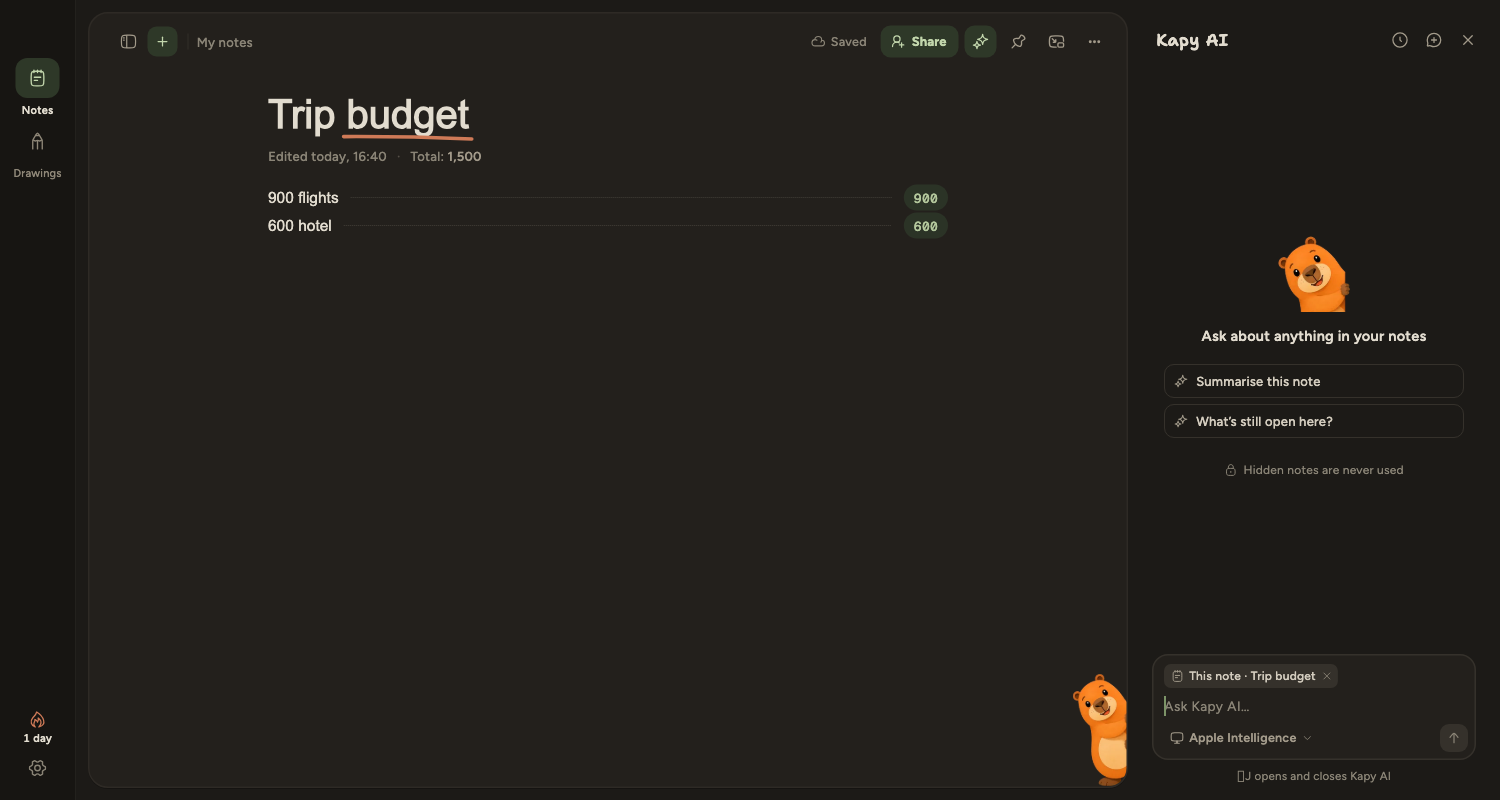 My notes
Saved
Share
Notes
Drawings
Trip budget
Edited today, 16:40 · Total: 1,500
900 flights 900
600 hotel 600
1 day
Kapy AI
Ask about anything in your notes
Summarise this note
What's still open here?
Hidden notes are never used
This note · Trip budget
Ask Kapy AI...
Apple Intelligence
J opens and closes Kapy AI